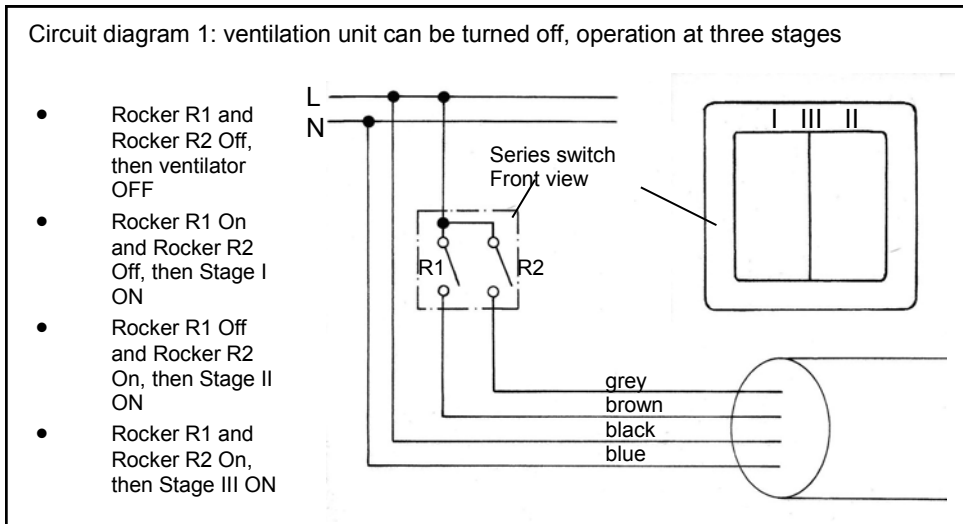 Circuit diagram 1: ventilation unit can be turned off, operation at three stages
• Rocker R1 and
Rocker R2 Off,
then ventilator
OFF
• Rocker R1 On
and Rocker R2
Off, then Stage I
ON
• Rocker R1 Off
and Rocker R2
On, then Stage II
ON
• Rocker R1 and
Rocker R2 On,
then Stage III ON
L
N
Series switch
Front view
I III II
R1 R2
grey
brown
black
blue